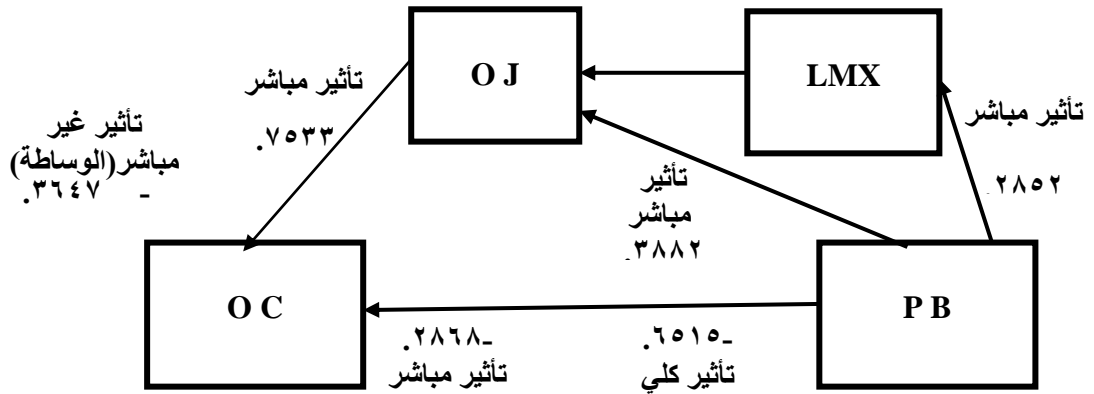 O J
LMX
تأثير مباشر
.٧٥٣٣
تأثير غير
مباشر(الوساطة)
.٣٦٤٧ -
تأثير مباشر
.٢٨٥٢
تأثير
مباشر
.٣٨٨٢
O C
P B
.٢٨٦٨-
تأثير مباشر
.٦٥١٥-
تأثير كلي